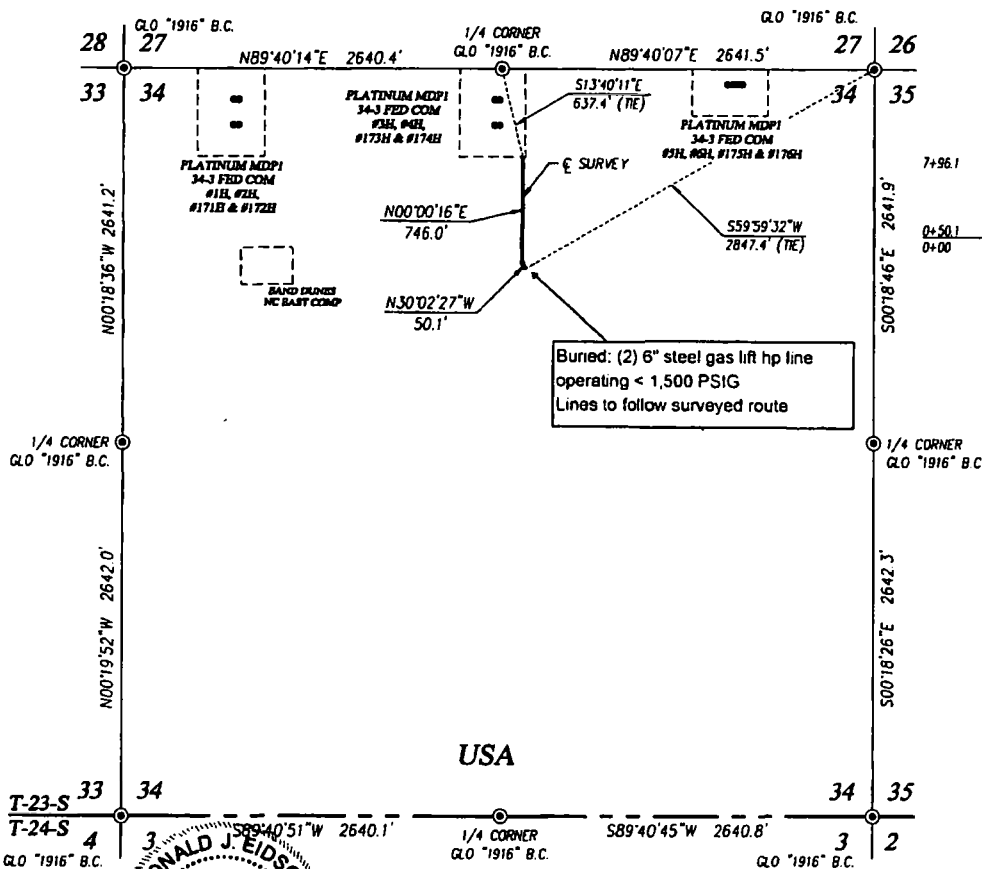 GLO "1916" B.C.
28 27
33 34
N89°40'14"E 2640.4'
1/4 CORNER
GLO "1916" B.C.
N89°40'07"E 2641.5'
GLO "1916" B.C.
27 26
34 35
S13°40'11"E
637.4' (TIE)
PLATINUM MDP1
34-3 FED COM
#1H, #2H,
#171H & #172H
PLATINUM MDP1
34-3 FED COM
#3H, #4H,
#173H & #174H
PLATINUM MDP1
34-3 FED COM
#5H, #6H, #175H & #176H
℄ SURVEY
7+96.1
0+50.1
0+00
N00°18'36"W 2641.2'
N00°00'16"E
746.0'
S59°59'32"W
2847.4' (TIE)
S00°18'46"E 2641.9'
SAND DUNES
NC EAST COMP
N30°02'27"W
50.1'
Buried: (2) 6" steel gas lift hp line
operating < 1,500 PSIG
Lines to follow surveyed route
1/4 CORNER
GLO "1916" B.C.
1/4 CORNER
GLO "1916" B.C
N00°19'52"W 2642.0'
S00°18'26"E 2642.3'
USA
T-23-S
33 34
34 35
T-24-S
4 3
S89°40'51"W 2640.1'
1/4 CORNER
GLO "1916" B.C.
S89°40'45"W 2640.8'
3 2
GLO "1916" B.C.
GLO "1916" B.C.
J. EIDS